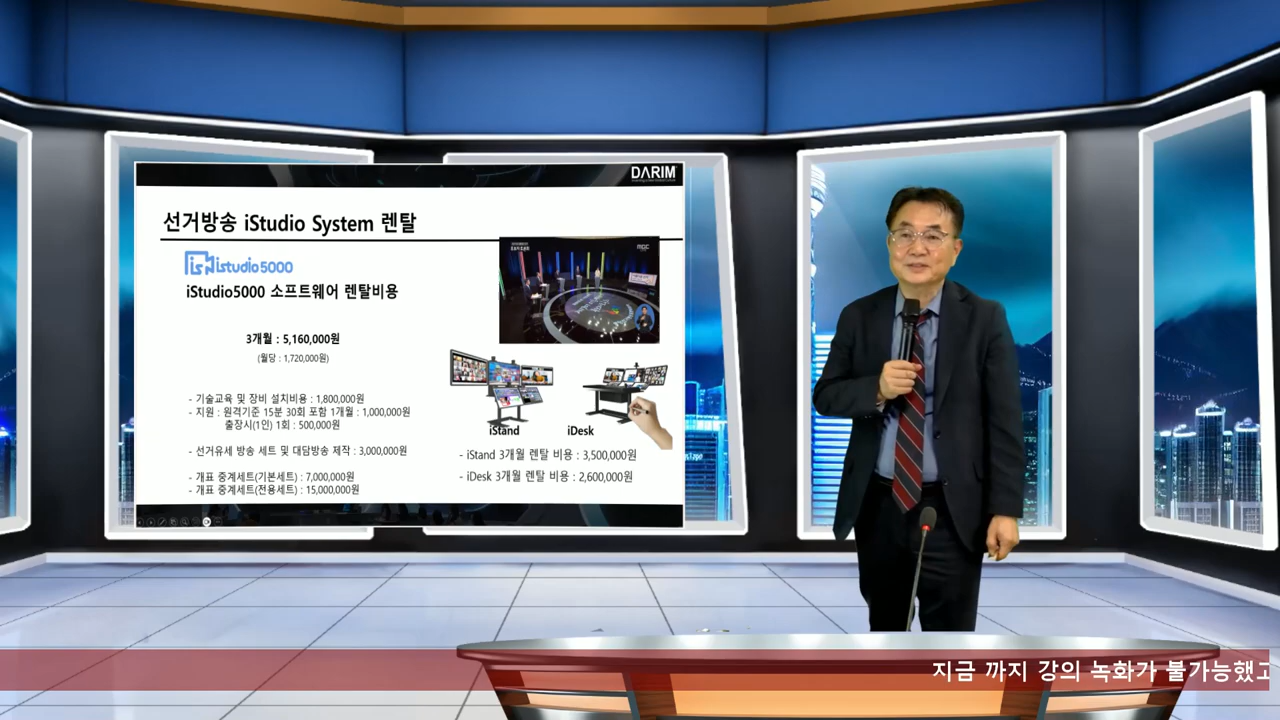 DARIM
선거방송 iStudio System 렌탈
istudio5000
iStudio5000 소프트웨어 렌탈비용
mbc
3개월 : 5,160,000원
(월당 : 1,720,000원)
- 기술교육 및 장비 설치비용 : 1,800,000원
- 지원 : 원격기준 15분 30회 포함 1개월 : 1,000,000원
출장시(1인) 1회 : 500,000원
- 선거유세 방송 세트 및 대담방송 제작 : 3,000,000원
- 개표 중계세트(기본세트) : 7,000,000원
- 개표 중계세트(전용세트) : 15,000,000원
iStand
iDesk
- iStand 3개월 렌탈 비용 : 3,500,000원
- iDesk 3개월 렌탈 비용 : 2,600,000원
지금 까지 강의 녹화가 불가능했고